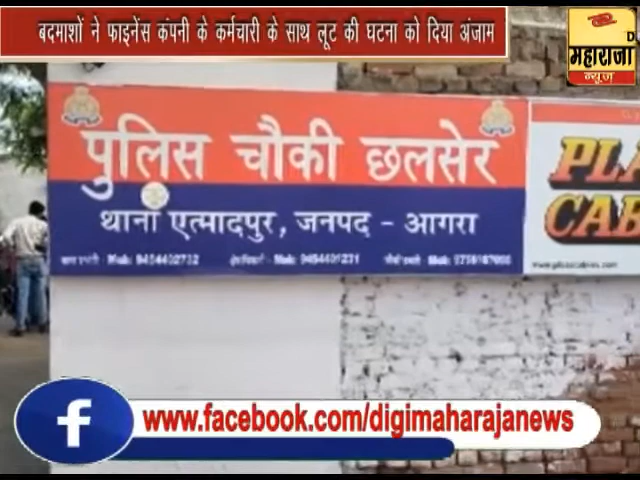 बदमाशों ने फाइनेंस कंपनी के कर्मचारी के साथ लूट की घटना को दिया अंजाम
D
महाराजा
न्यूज़
पुलिस चौकी छलसेर
थाना एत्मादपुर, जनपद - आगरा
PLA
CAB
www.facebook.com/digimaharajanews